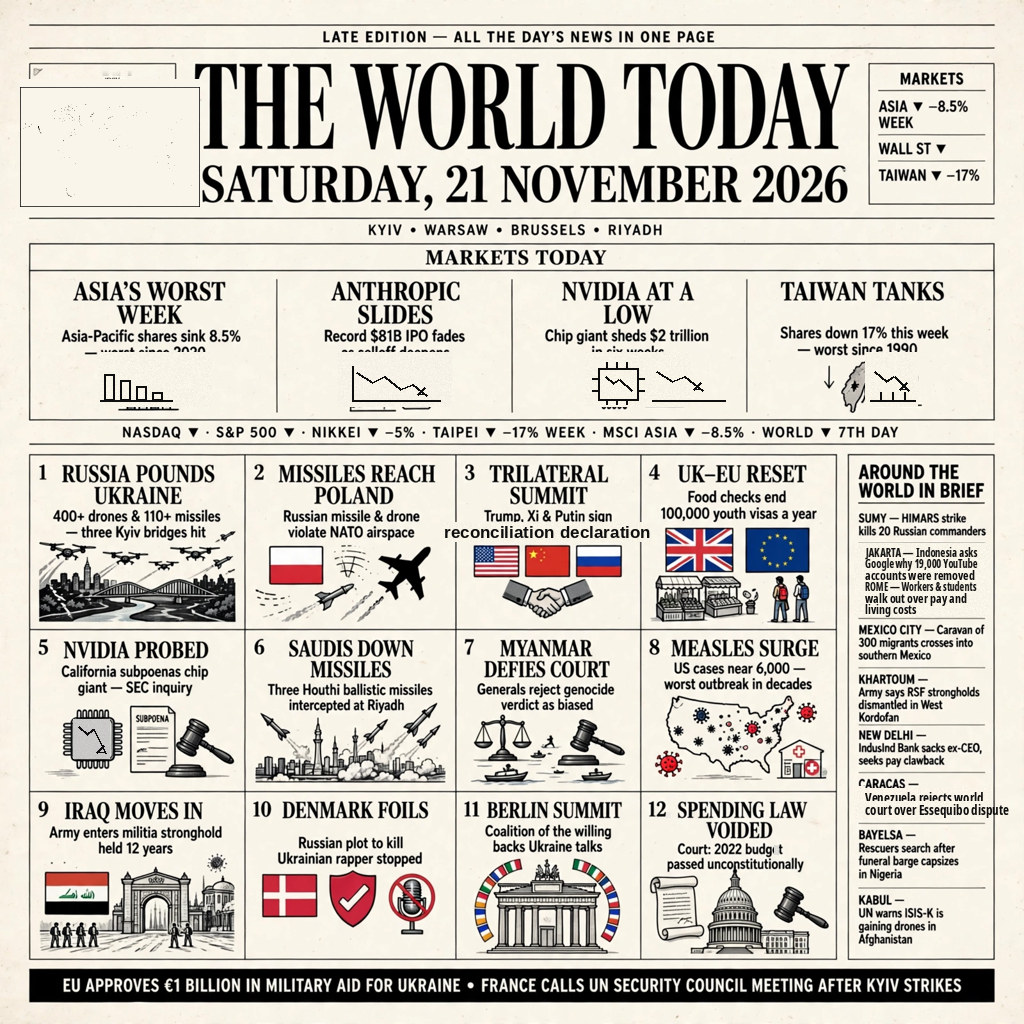 LATE EDITION — ALL THE DAY'S NEWS IN ONE PAGE
THE WORLD TODAY
SATURDAY, 21 NOVEMBER 2026
MARKETS
ASIA ▼ −8.5%
WEEK
WALL ST ▼
TAIWAN ▼ −17%
KYIV • WARSAW • BRUSSELS • RIYADH
MARKETS TODAY
ASIA'S WORST
WEEK
Asia-Pacific shares sink 8.5%
— worst since 2020
ANTHROPIC
SLIDES
Record $81B IPO fades
as selloff deepens
NVIDIA AT A
LOW
Chip giant sheds $2 trillion
in six weeks
TAIWAN TANKS
Shares down 17% this week
— worst since 1990
NASDAQ ▼ · S&P 500 ▼ · NIKKEI ▼ −5% · TAIPEI ▼ −17% WEEK · MSCI ASIA ▼ −8.5% · WORLD ▼ 7TH DAY
1 RUSSIA POUNDS
UKRAINE
400+ drones & 110+ missiles
— three Kyiv bridges hit
2 MISSILES REACH
POLAND
Russian missile & drone
violate NATO airspace
3 TRILATERAL
SUMMIT
Trump, Xi & Putin sign
reconciliation declaration
4 UK–EU RESET
Food checks end
100,000 youth visas a year
5 NVIDIA PROBED
California subpoenas chip
giant — SEC inquiry
SUBPOENA
6 SAUDIS DOWN
MISSILES
Three Houthi ballistic missiles
intercepted at Riyadh
7 MYANMAR
DEFIES COURT
Generals reject genocide
verdict as biased
8 MEASLES SURGE
US cases near 6,000 —
worst outbreak in decades
9 IRAQ MOVES IN
Army enters militia stronghold
held 12 years
10 DENMARK FOILS
Russian plot to kill
Ukrainian rapper stopped
11 BERLIN SUMMIT
Coalition of the willing
backs Ukraine talks
12 SPENDING LAW
VOIDED
Court: 2022 budget
passed unconstitutionally
AROUND THE
WORLD IN BRIEF
SUMY — HIMARS strike
kills 20 Russian commanders
JAKARTA — Indonesia asks
Google why 19,000 YouTube
accounts were removed
ROME — Workers & students
walk out over pay and
living costs
MEXICO CITY — Caravan of
300 migrants crosses into
southern Mexico
KHARTOUM —
Army says RSF strongholds
dismantled in West
Kordofan
NEW DELHI —
IndusInd Bank sacks ex-CEO,
seeks pay clawback
CARACAS —
Venezuela rejects world
court over Essequibo dispute
BAYELSA —
Rescuers search after
funeral barge capsizes
in Nigeria
KABUL —
UN warns ISIS-K is
gaining drones in
Afghanistan
EU APPROVES €1 BILLION IN MILITARY AID FOR UKRAINE • FRANCE CALLS UN SECURITY COUNCIL MEETING AFTER KYIV STRIKES